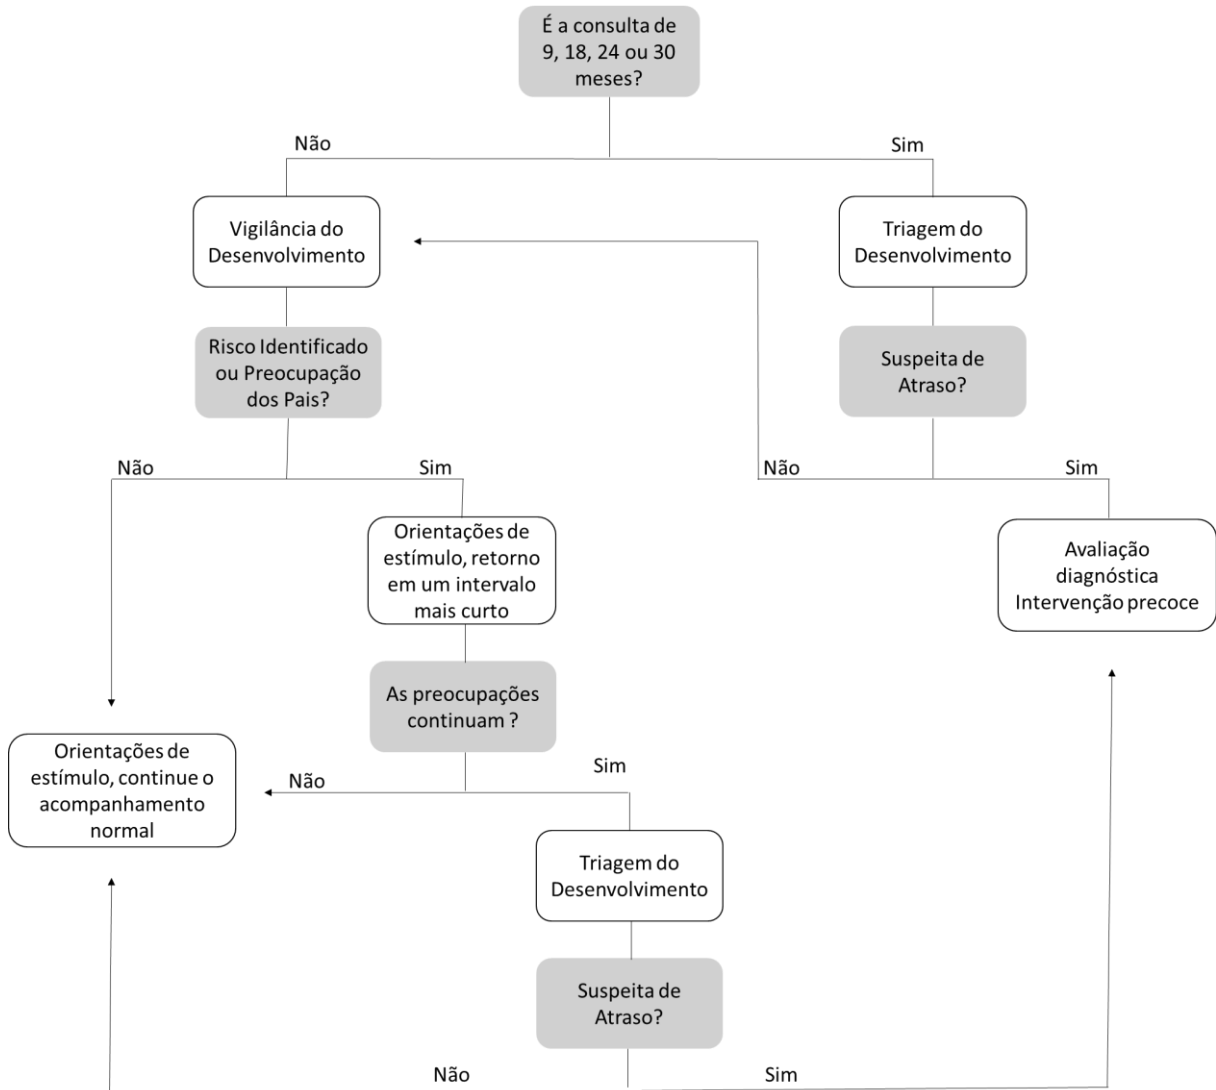 É a consulta de
9, 18, 24 ou 30
meses?
Não
Sim
Vigilância do
Desenvolvimento
Triagem do
Desenvolvimento
Risco Identificado
ou Preocupação
dos Pais?
Suspeita de
Atraso?
Não
Sim
Não
Sim
Orientações de
estímulo, retorno
em um intervalo
mais curto
Avaliação
diagnóstica
Intervenção precoce
As preocupações
continuam ?
Orientações de
estímulo, continue o
acompanhamento
normal
Não
Sim
Triagem do
Desenvolvimento
Suspeita de
Atraso?
Não
Sim